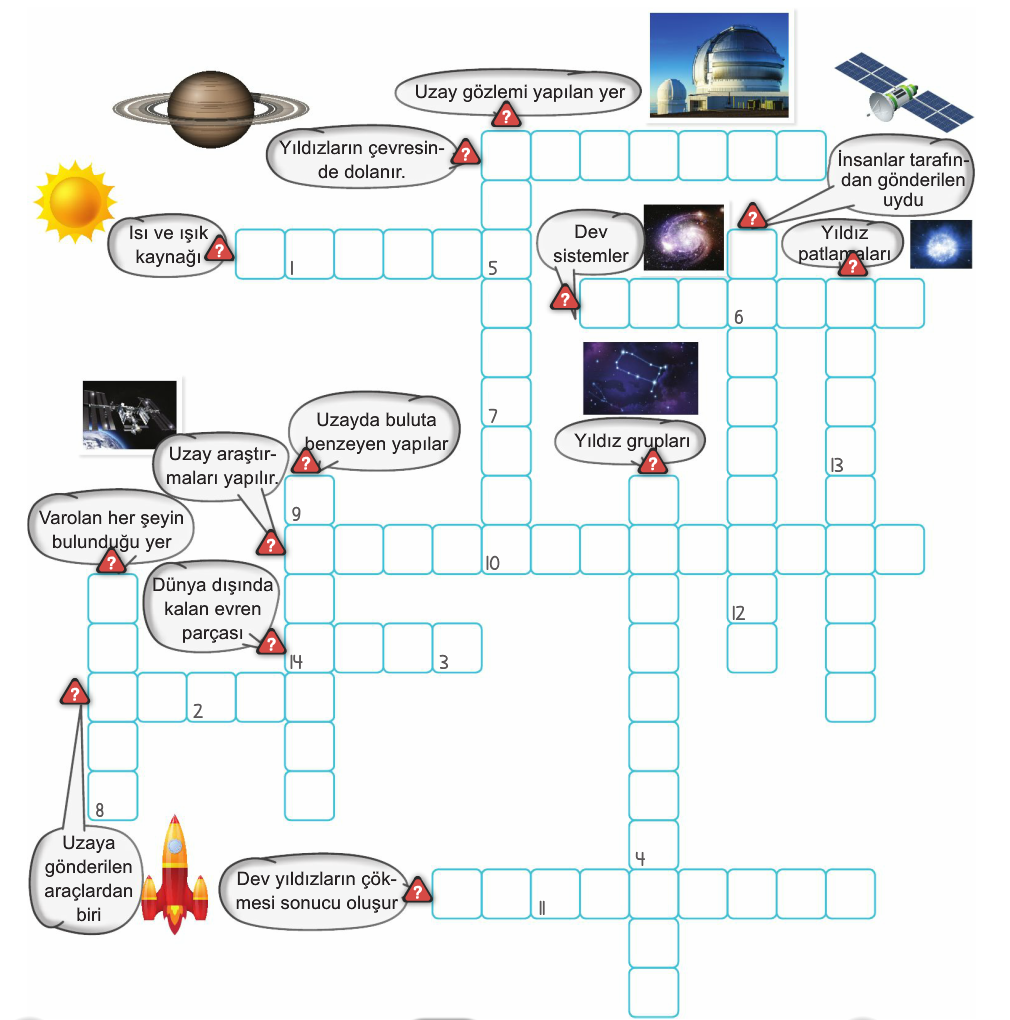 Uzay gözlemi yapılan yer
?
Yıldızların çevresin-
de dolanır.
?
İnsanlar tarafın-
dan gönderilen
uydu
?
Isı ve ışık
kaynağı
?
1
5
Dev
sistemler
?
Yıldız
patlamaları
?
6
7
Uzayda buluta
benzeyen yapılar
?
Yıldız grupları
?
13
Uzay araştır-
maları yapılır.
?
9
10
Varolan her şeyin
bulunduğu yer
?
Dünya dışında
kalan evren
parçası
?
12
14
3
?
2
8
4
Uzaya
gönderilen
araçlardan
biri
Dev yıldızların çök-
mesi sonucu oluşur
?
11